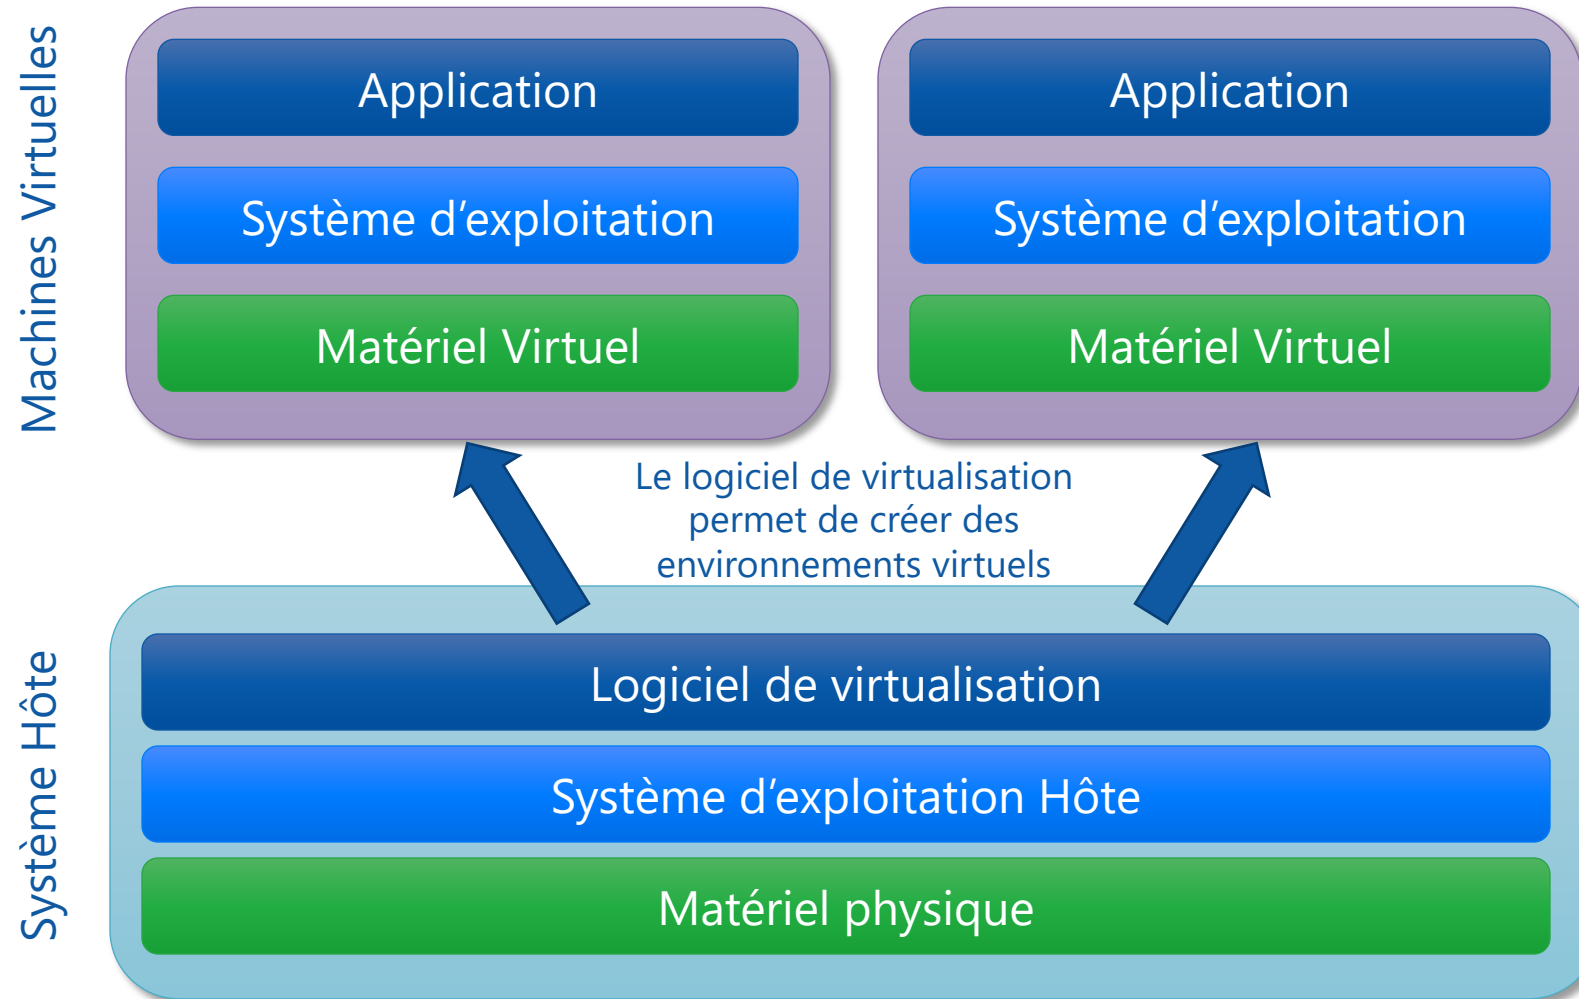 Machines Virtuelles
Application
Système d’exploitation
Matériel Virtuel
Application
Système d’exploitation
Matériel Virtuel
Le logiciel de virtualisation
permet de créer des
environnements virtuels
Système Hôte
Logiciel de virtualisation
Système d’exploitation Hôte
Matériel physique